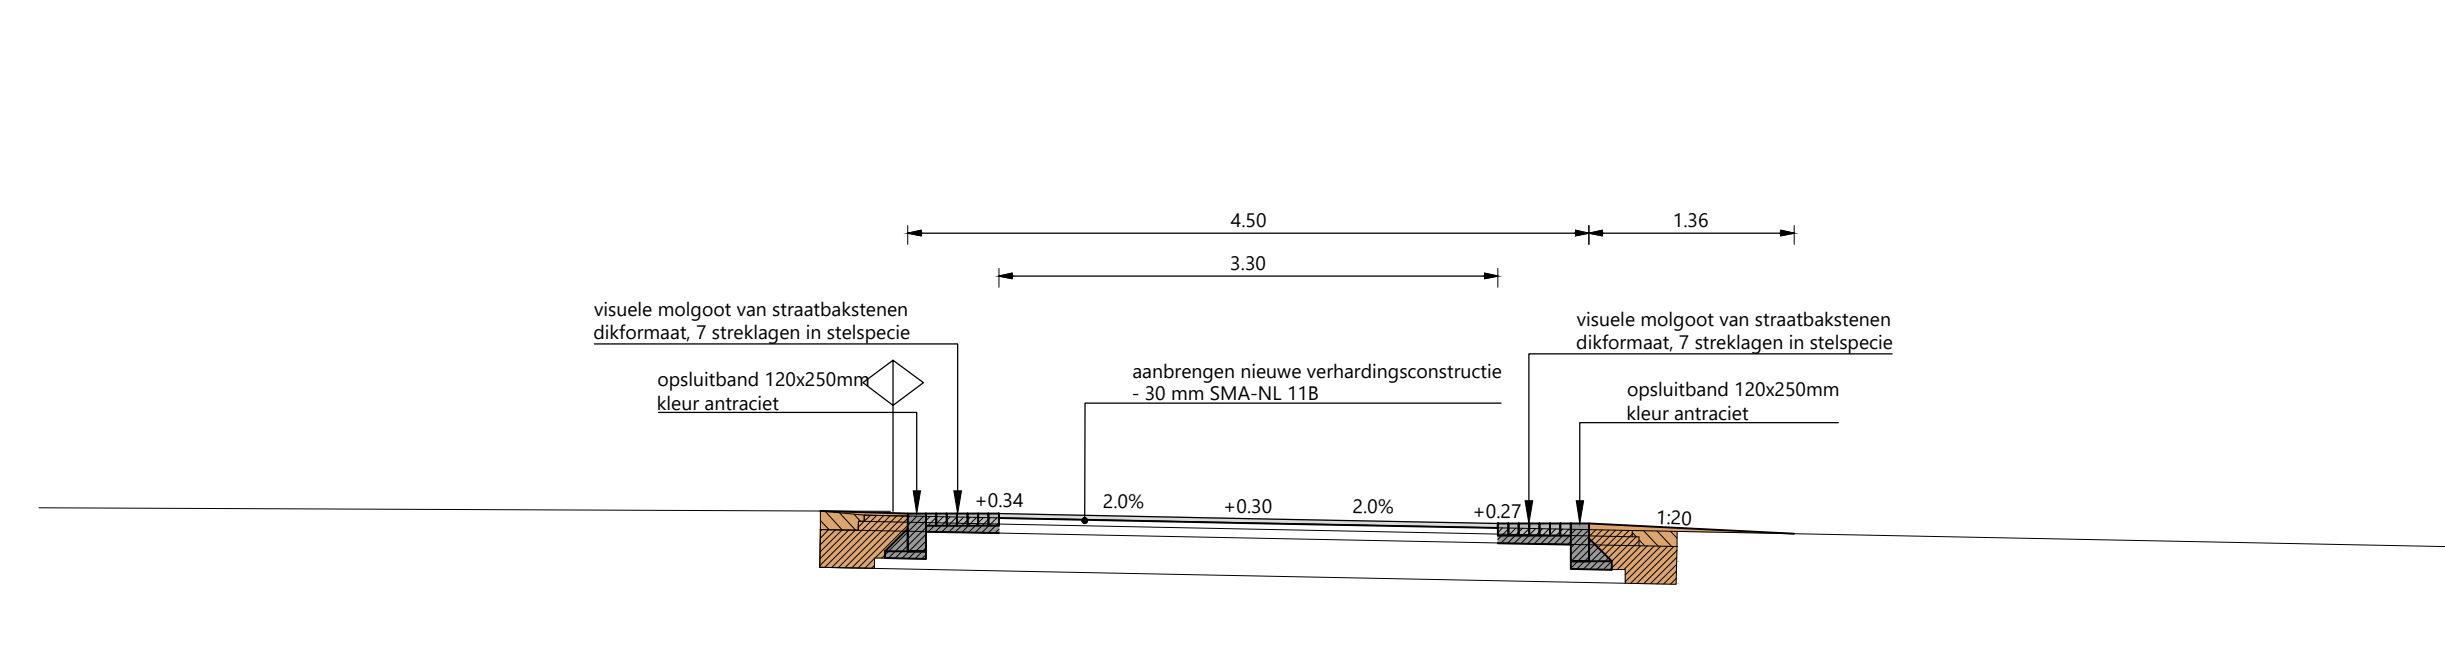 4.50
1.36
3.30
visuele molgoot van straatbakstenen
dikformaat, 7 streklagen in stelspecie
visuele molgoot van straatbakstenen
dikformaat, 7 streklagen in stelspecie
opsluitband 120x250mm
kleur antraciet
aanbrengen nieuwe verhardingsconstructie
- 30 mm SMA-NL 11B
opsluitband 120x250mm
kleur antraciet
+0.34
2.0%
+0.30
2.0%
+0.27
1:20